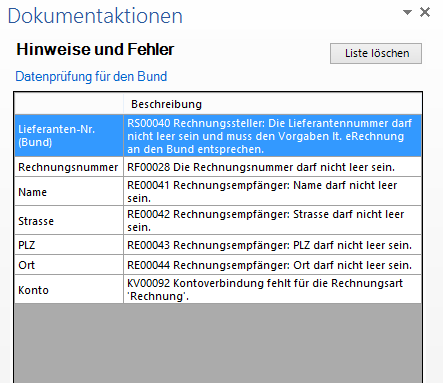 Dokumentaktionen
Hinweise und Fehler
Liste löschen
Datenprüfung für den Bund
Beschreibung
Lieferanten-Nr. (Bund)
RS00040 Rechnungssteller: Die Lieferantennummer darf
nicht leer sein und muss den Vorgaben lt. eRechnung
an den Bund entsprechen.
Rechnungsnummer
RF00028 Die Rechnungsnummer darf nicht leer sein.
Name
RE00041 Rechnungsempfänger: Name darf nicht leer
sein.
Strasse
RE00042 Rechnungsempfänger: Strasse darf nicht leer
sein.
PLZ
RE00043 Rechnungsempfänger: PLZ darf nicht leer sein.
Ort
RE00044 Rechnungsempfänger: Ort darf nicht leer sein.
Konto
KV00092 Kontoverbindung fehlt für die Rechnungsart
'Rechnung'.